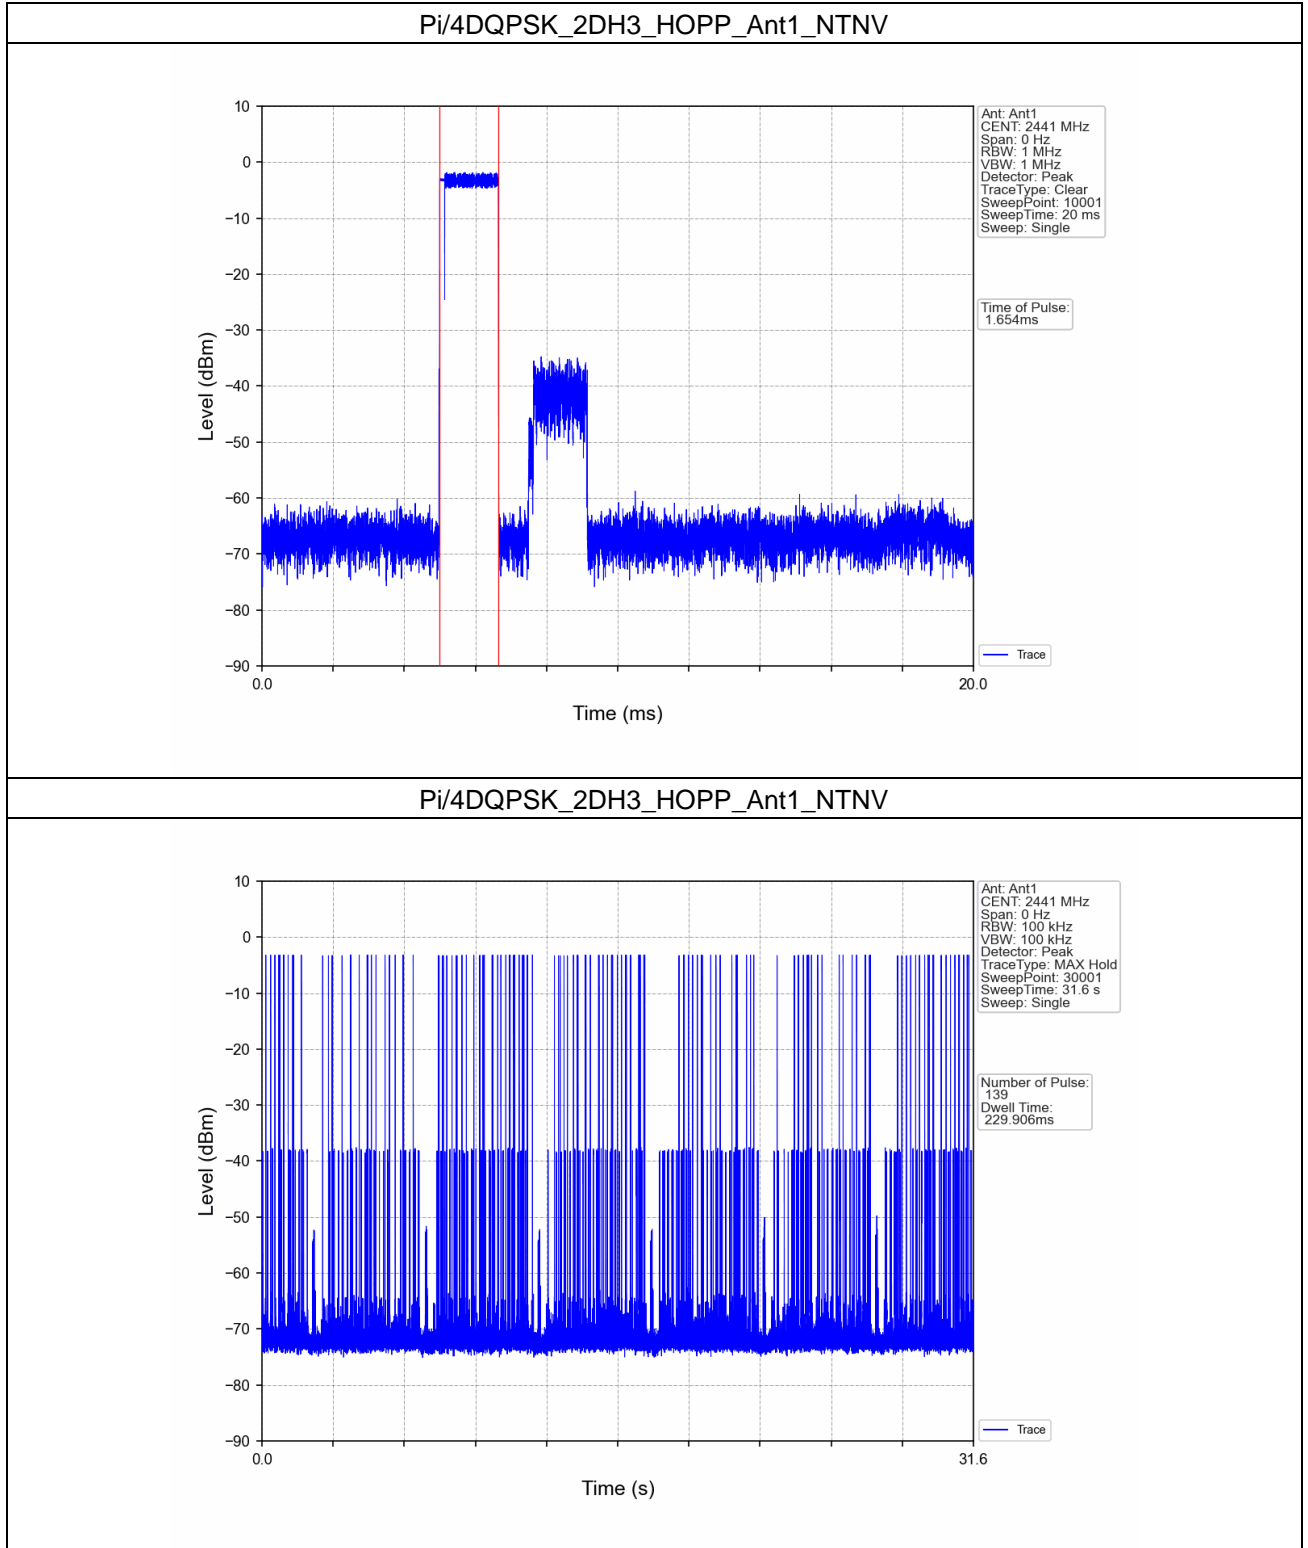 Pi/4DQPSK_2DH3_HOPP_Ant1_NTNV
10
0
−10
−20
−30
−40
−50
−60
−70
−80
−90
Level (dBm)
0.0
20.0
Time (ms)
Ant: Ant1
CENT: 2441 MHz
Span: 0 Hz
RBW: 1 MHz
VBW: 1 MHz
Detector: Peak
TraceType: Clear
SweepPoint: 10001
SweepTime: 20 ms
Sweep: Single
Time of Pulse:
1.654ms
Trace
Pi/4DQPSK_2DH3_HOPP_Ant1_NTNV
10
0
−10
−20
−30
−40
−50
−60
−70
−80
−90
Level (dBm)
0.0
31.6
Time (s)
Ant: Ant1
CENT: 2441 MHz
Span: 0 Hz
RBW: 100 kHz
VBW: 100 kHz
Detector: Peak
TraceType: MAX Hold
SweepPoint: 30001
SweepTime: 31.6 s
Sweep: Single
Number of Pulse:
139
Dwell Time:
229.906ms
Trace